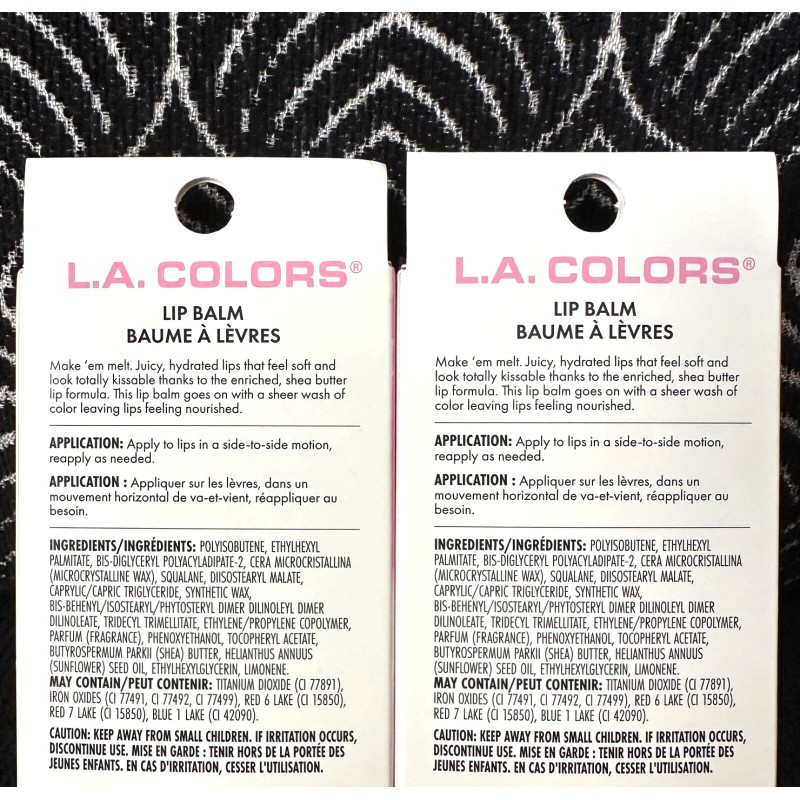 L.A. COLORS®
LIP BALM
BAUME À LÈVRES
Make 'em melt. Juicy, hydrated lips that feel soft and
look totally kissable thanks to the enriched, shea butter
lip formula. This lip balm goes on with a sheer wash of
color leaving lips feeling nourished.
APPLICATION: Apply to lips in a side-to-side motion,
reapply as needed.
APPLICATION : Appliquer sur les lèvres, dans un
mouvement horizontal de va-et-vient, réappliquer au
besoin.
INGREDIENTS/INGRÉDIENTS: POLYISOBUTENE, ETHYLHEXYL
PALMITATE, BIS-DIGLYCERYL POLYACYLADIPATE-2, CERA MICROCRISTALLINA
(MICROCRYSTALLINE WAX), SQUALANE, DIISOSTEARYL MALATE,
CAPRYLIC/CAPRIC TRIGLYCERIDE, SYNTHETIC WAX,
BIS-BEHENYL/ISOSTEARYL/PHYTOSTERYL DIMER DILINOLEYL DIMER
DILINOLEATE, TRIDECYL TRIMELLITATE, ETHYLENE/PROPYLENE COPOLYMER,
PARFUM (FRAGRANCE), PHENOXYETHANOL, TOCOPHERYL ACETATE,
BUTYROSPERMUM PARKII (SHEA) BUTTER, HELIANTHUS ANNUUS
(SUNFLOWER) SEED OIL, ETHYLHEXYLGLYCERIN, LIMONENE.
MAY CONTAIN/PEUT CONTENIR: TITANIUM DIOXIDE (CI 77891),
IRON OXIDES (CI 77491, CI 77492, CI 77499), RED 6 LAKE (CI 15850),
RED 7 LAKE (CI 15850), BLUE 1 LAKE (CI 42090).
CAUTION: KEEP AWAY FROM SMALL CHILDREN. IF IRRITATION OCCURS,
DISCONTINUE USE. MISE EN GARDE : TENIR HORS DE LA PORTÉE DES
JEUNES ENFANTS. EN CAS D'IRRITATION, CESSER L'UTILISATION.
L.A. COLORS®
LIP BALM
BAUME À LÈVRES
Make 'em melt. Juicy, hydrated lips that feel soft and
look totally kissable thanks to the enriched, shea butter
lip formula. This lip balm goes on with a sheer wash of
color leaving lips feeling nourished.
APPLICATION: Apply to lips in a side-to-side motion,
reapply as needed.
APPLICATION : Appliquer sur les lèvres, dans un
mouvement horizontal de va-et-vient, réappliquer au
besoin.
INGREDIENTS/INGRÉDIENTS: POLYISOBUTENE, ETHYLHEXYL
PALMITATE, BIS-DIGLYCERYL POLYACYLADIPATE-2, CERA MICROCRISTALLINA
(MICROCRYSTALLINE WAX), SQUALANE, DIISOSTEARYL MALATE,
CAPRYLIC/CAPRIC TRIGLYCERIDE, SYNTHETIC WAX,
BIS-BEHENYL/ISOSTEARYL/PHYTOSTERYL DIMER DILINOLEYL DIMER
DILINOLEATE, TRIDECYL TRIMELLITATE, ETHYLENE/PROPYLENE COPOLYMER,
PARFUM (FRAGRANCE), PHENOXYETHANOL, TOCOPHERYL ACETATE,
BUTYROSPERMUM PARKII (SHEA) BUTTER, HELIANTHUS ANNUUS
(SUNFLOWER) SEED OIL, ETHYLHEXYLGLYCERIN, LIMONENE.
MAY CONTAIN/PEUT CONTENIR: TITANIUM DIOXIDE (CI 77891),
IRON OXIDES (CI 77491, CI 77492, CI 77499), RED 6 LAKE (CI 15850),
RED 7 LAKE (CI 15850), BLUE 1 LAKE (CI 42090).
CAUTION: KEEP AWAY FROM SMALL CHILDREN. IF IRRITATION OCCURS,
DISCONTINUE USE. MISE EN GARDE : TENIR HORS DE LA PORTÉE DES
JEUNES ENFANTS. EN CAS D'IRRITATION, CESSER L'UTILISATION.